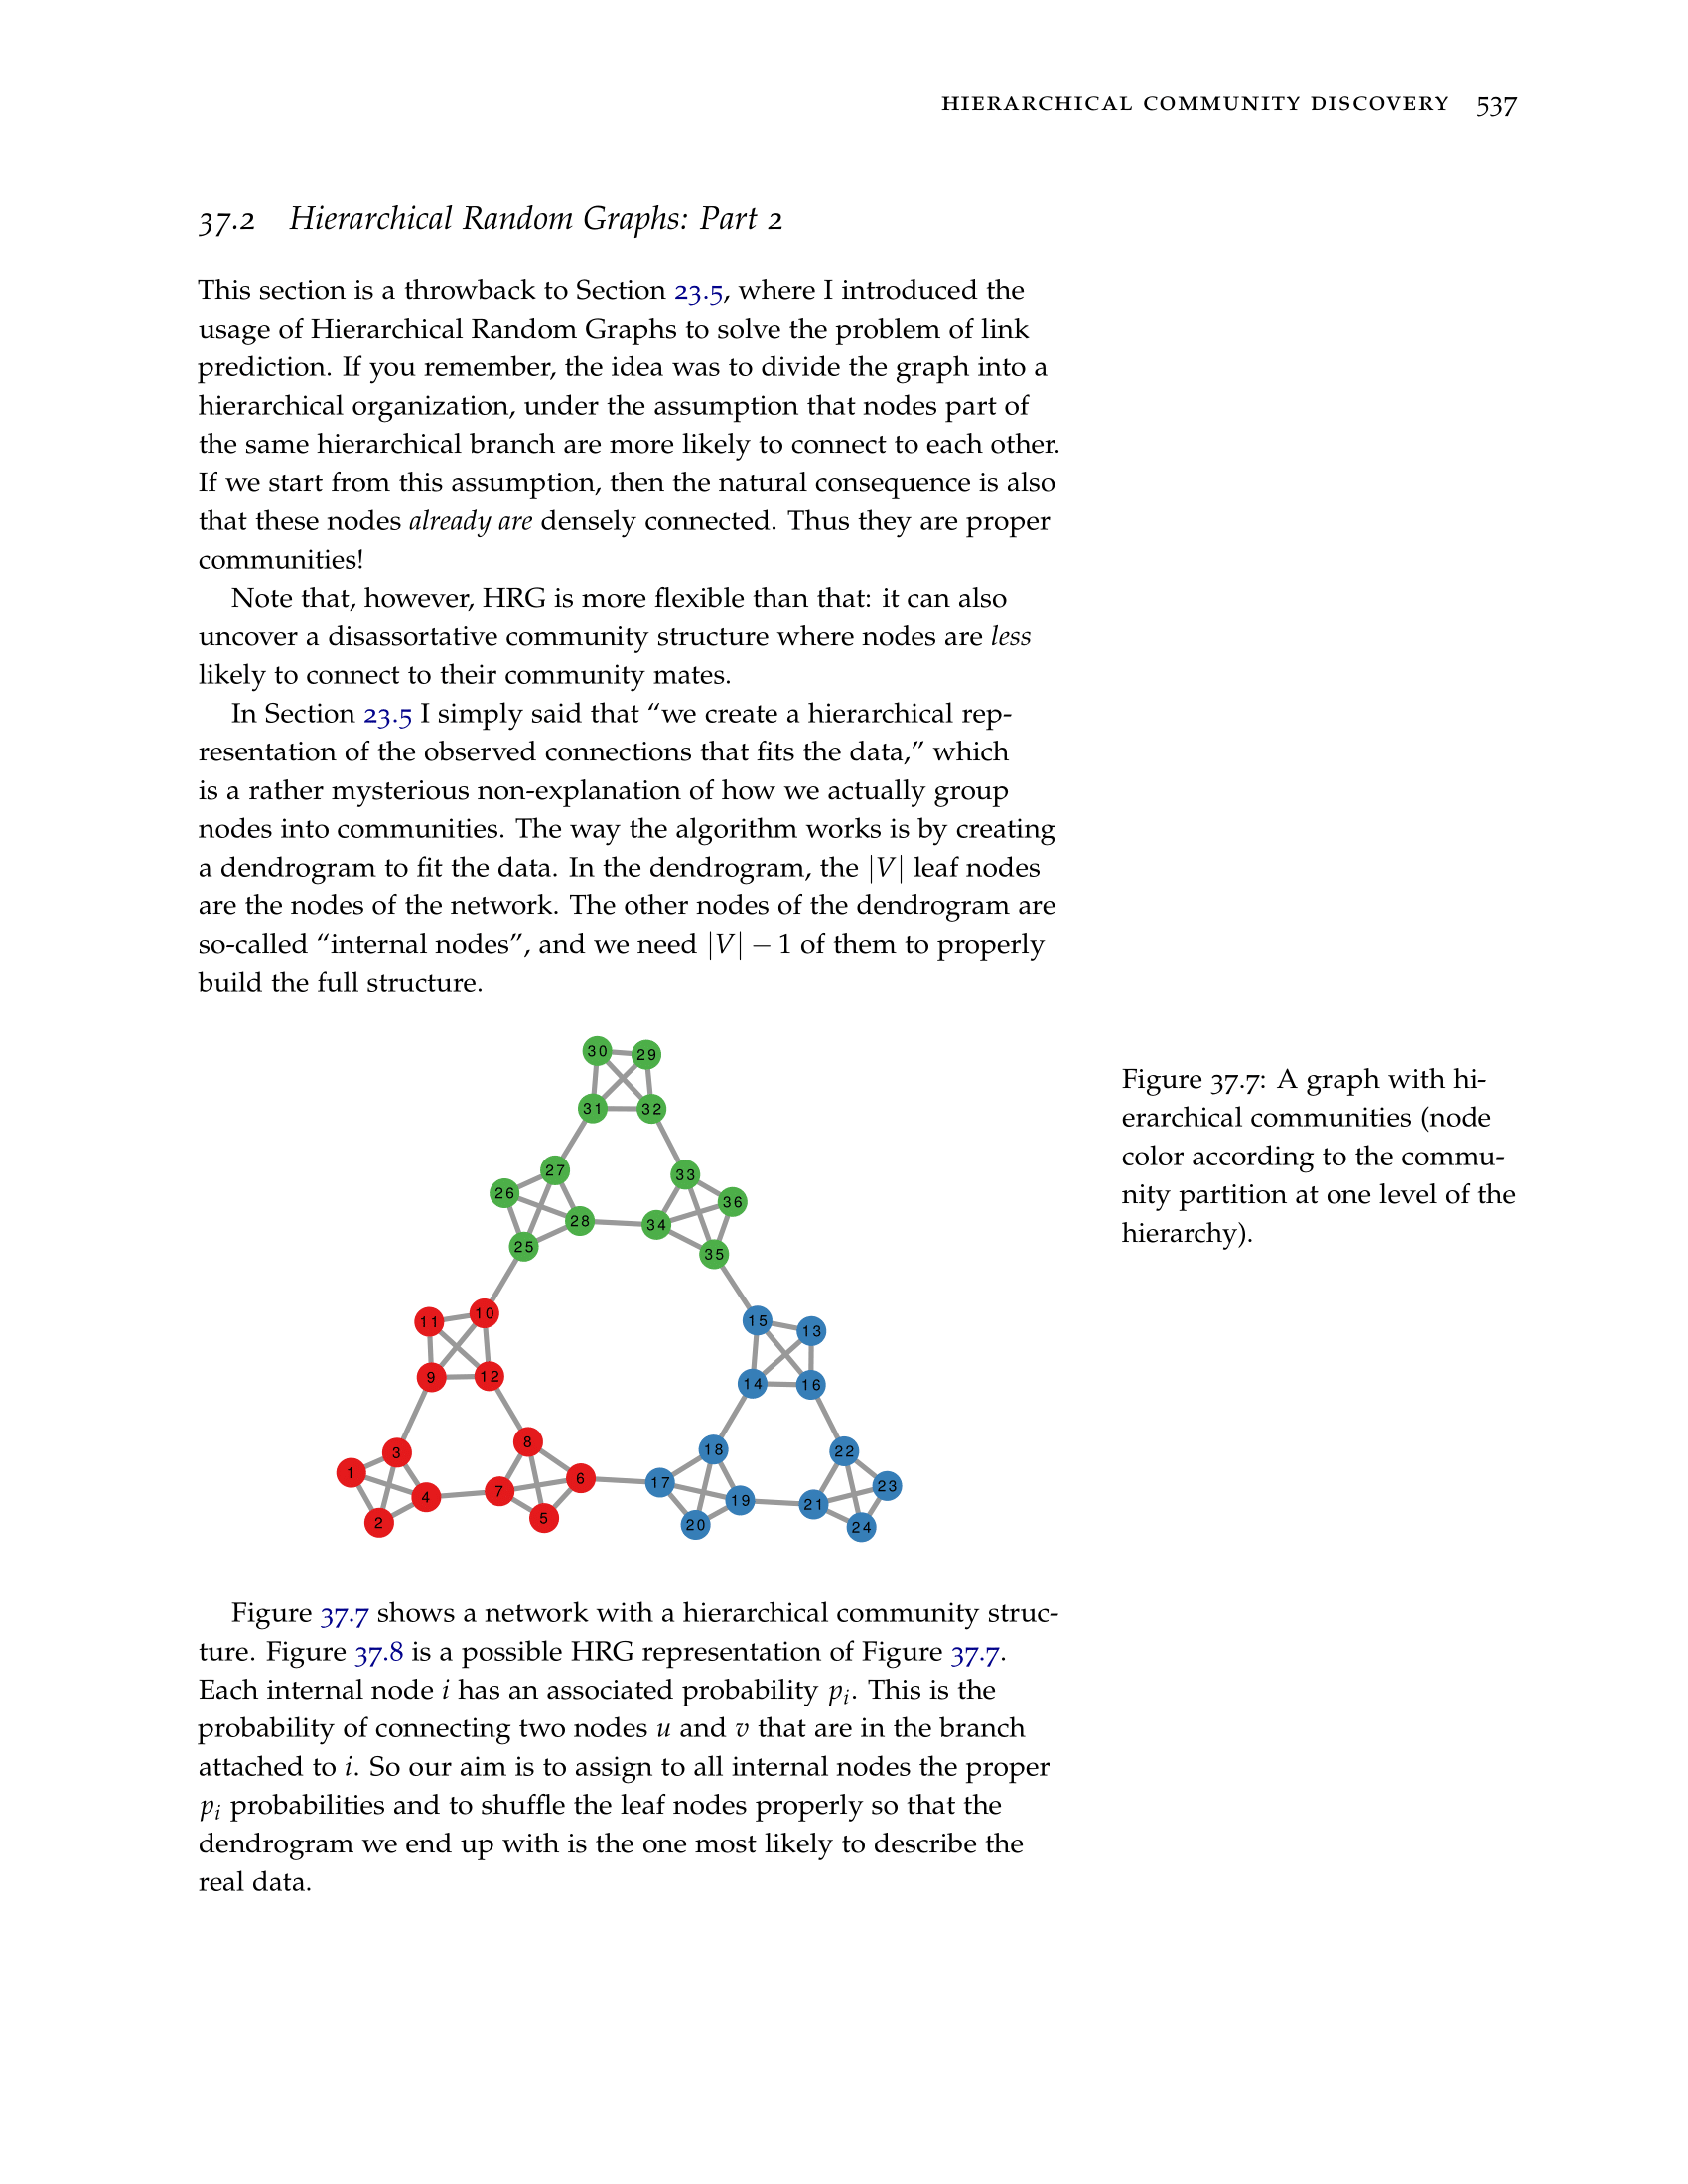 HIERARCHICAL COMMUNITY DISCOVERY 537
37.2 Hierarchical Random Graphs: Part 2
This section is a throwback to Section 23.5, where I introduced the
usage of Hierarchical Random Graphs to solve the problem of link
prediction. If you remember, the idea was to divide the graph into a
hierarchical organization, under the assumption that nodes part of
the same hierarchical branch are more likely to connect to each other.
If we start from this assumption, then the natural consequence is also
that these nodes already are densely connected. Thus they are proper
communities!
Note that, however, HRG is more flexible than that: it can also
uncover a disassortative community structure where nodes are less
likely to connect to their community mates.
In Section 23.5 I simply said that “we create a hierarchical rep-
resentation of the observed connections that fits the data,” which
is a rather mysterious non-explanation of how we actually group
nodes into communities. The way the algorithm works is by creating
a dendrogram to fit the data. In the dendrogram, the |V| leaf nodes
are the nodes of the network. The other nodes of the dendrogram are
so-called “internal nodes”, and we need |V| − 1 of them to properly
build the full structure.
30 29
31 32
27 33
26 36
28 34
25 35
11 10 15 13
9 12 14 16
8 18 22
3
1 6 17 23
4 7 19 21
2 5 20 24
Figure 37.7: A graph with hi-
erarchical communities (node
color according to the commu-
nity partition at one level of the
hierarchy).
Figure 37.7 shows a network with a hierarchical community struc-
ture. Figure 37.8 is a possible HRG representation of Figure 37.7.
Each internal node i has an associated probability pi. This is the
probability of connecting two nodes u and v that are in the branch
attached to i. So our aim is to assign to all internal nodes the proper
pi probabilities and to shuffle the leaf nodes properly so that the
dendrogram we end up with is the one most likely to describe the
real data.